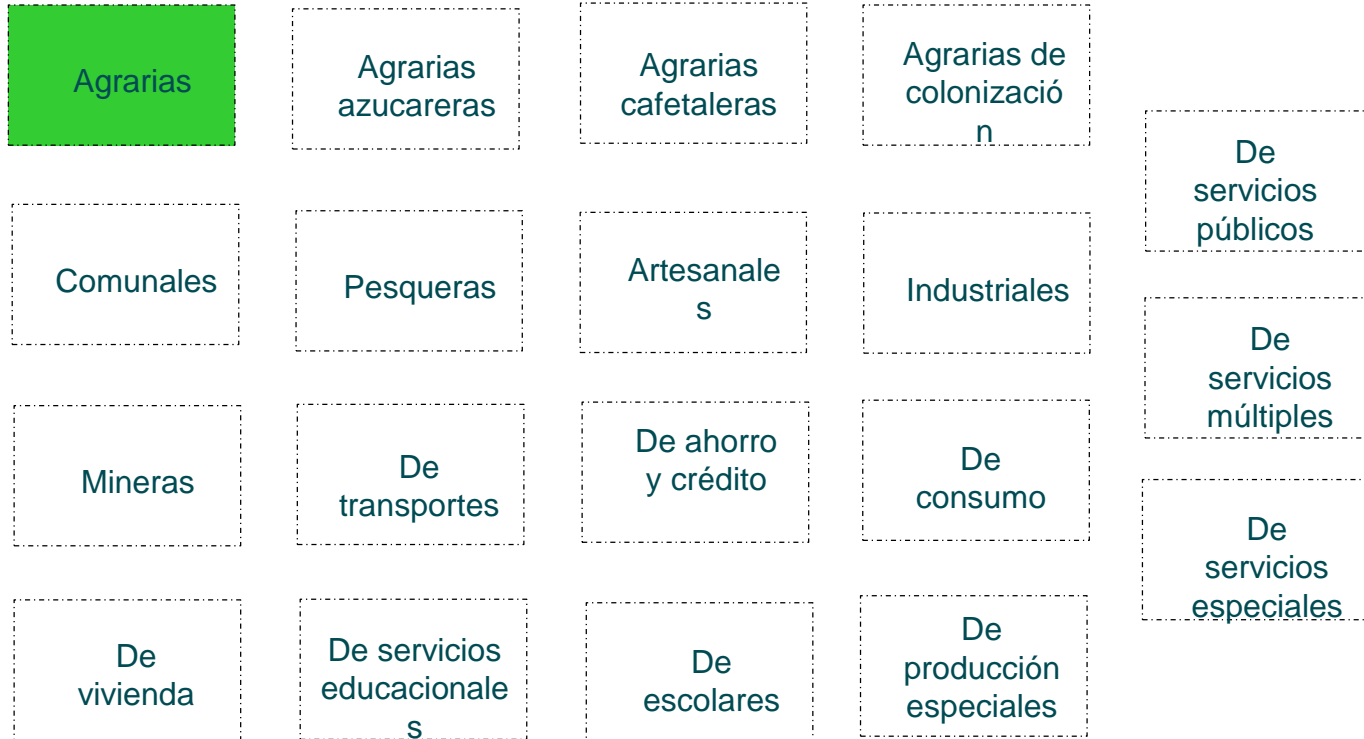 Agrarias
Agrarias
azucareras
Agrarias
cafetaleras
Agrarias de
colonizació
n
De
servicios
públicos
Comunales
Pesqueras
Artesanale
s
Industriales
De
servicios
múltiples
Mineras
De
transportes
De ahorro
y crédito
De
consumo
De
servicios
especiales
De
vivienda
De servicios
educacionale
s
De
escolares
De
producción
especiales